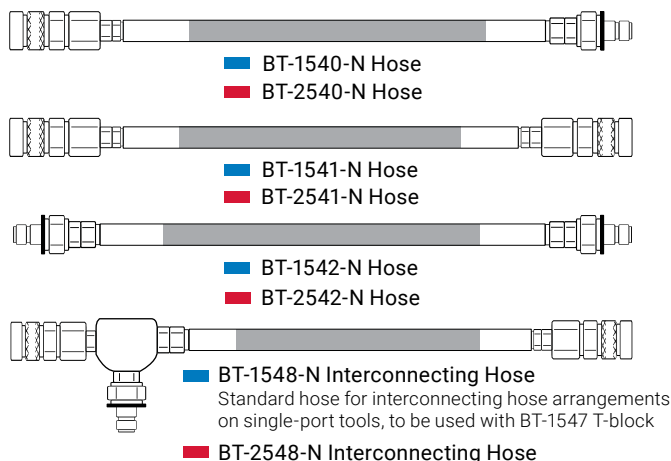 BT-1540-N Hose
BT-2540-N Hose
BT-1541-N Hose
BT-2541-N Hose
BT-1542-N Hose
BT-2542-N Hose
BT-1548-N Interconnecting Hose
Standard hose for interconnecting hose arrangements
on single-port tools, to be used with BT-1547 T-block
BT-2548-N Interconnecting Hose